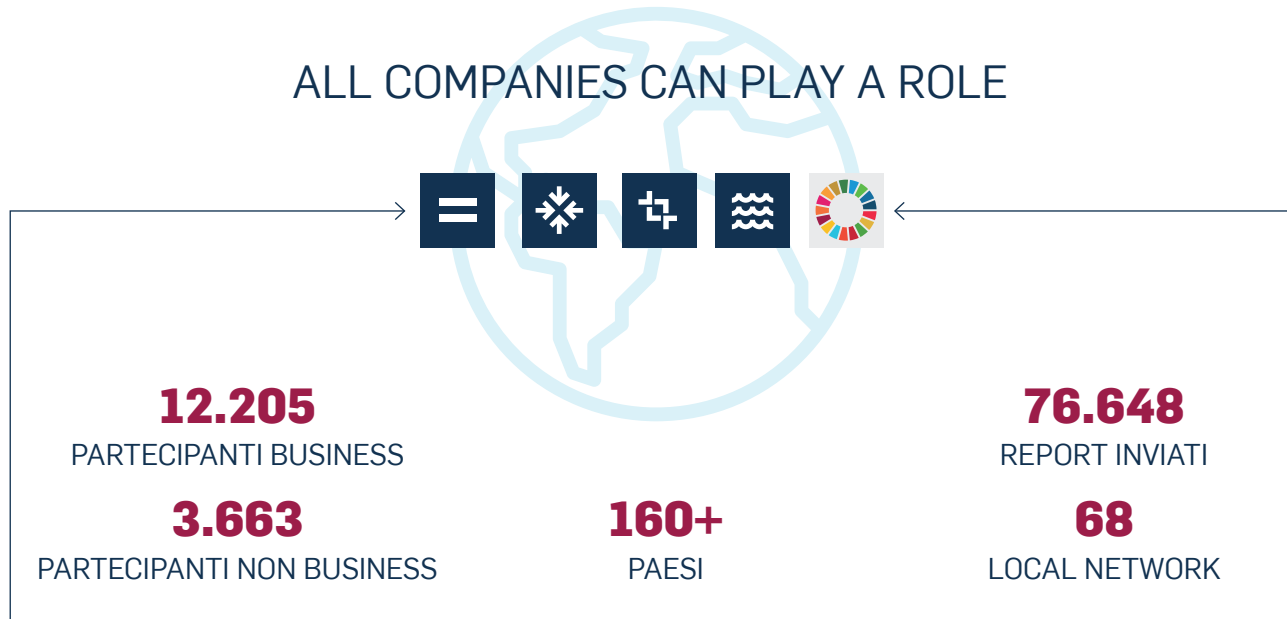 ALL COMPANIES CAN PLAY A ROLE
12.205
PARTECIPANTI BUSINESS
3.663
PARTECIPANTI NON BUSINESS
160+
PAESI
76.648
REPORT INVIATI
68
LOCAL NETWORK